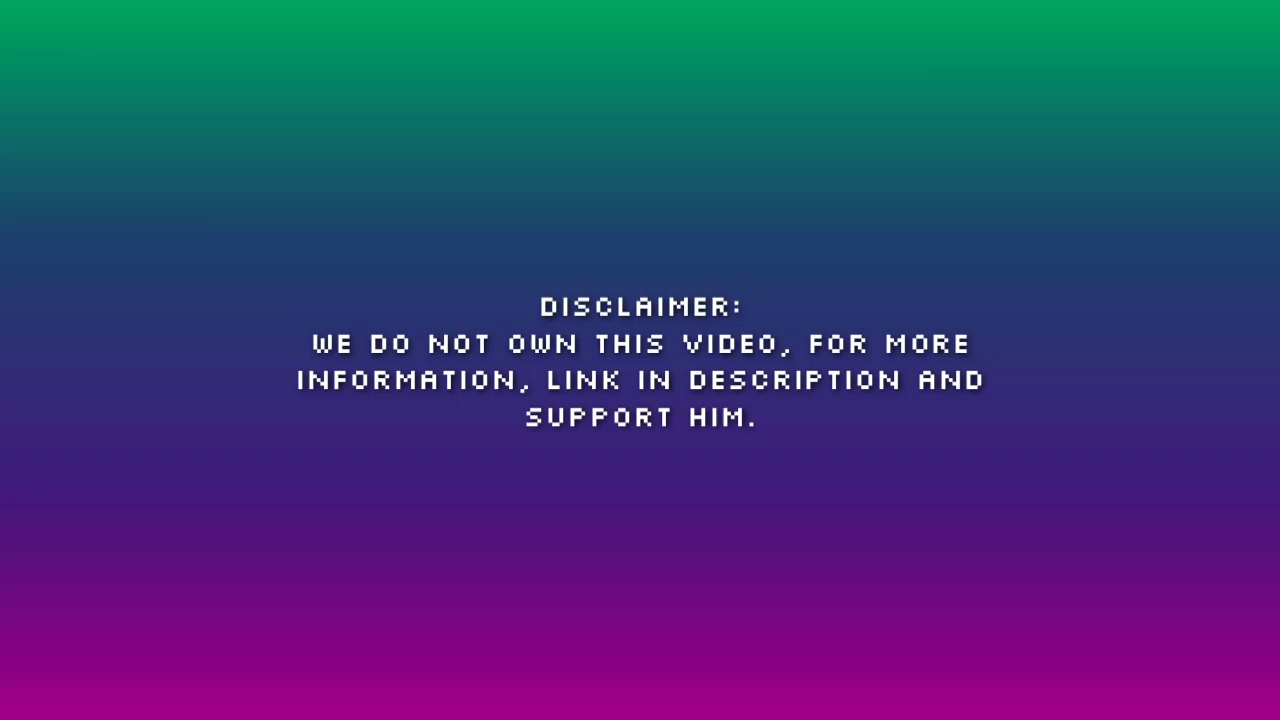 DISCLAIMER:
WE DO NOT OWN THIS VIDEO, FOR MORE
INFORMATION, LINK IN DESCRIPTION AND
SUPPORT HIM.